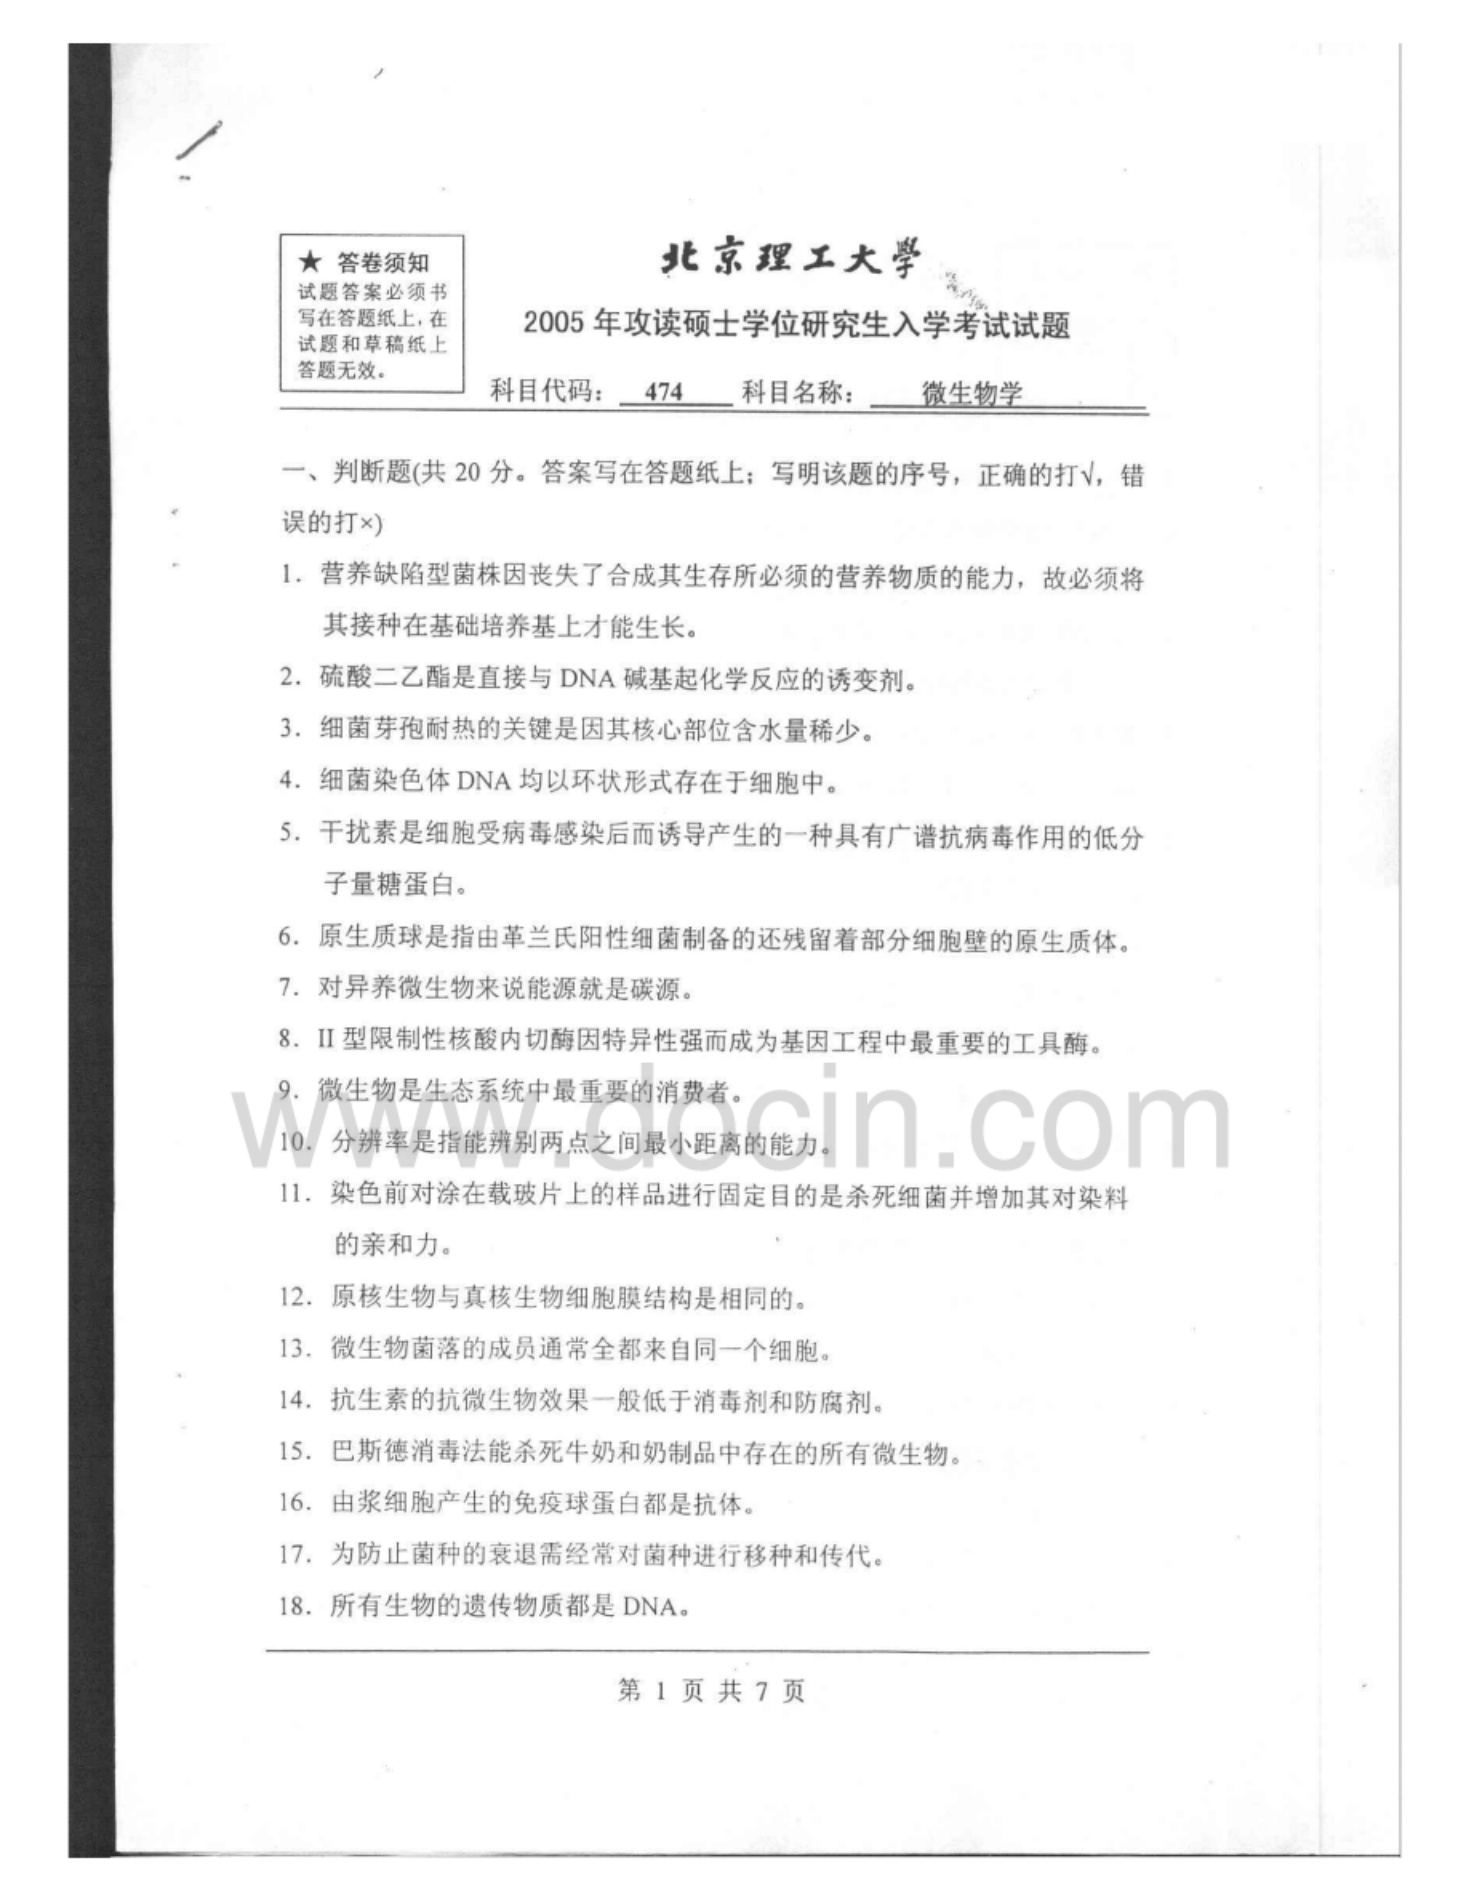 ★ 答卷须知
试题答案必须书
写在答题纸上，在
试题和草稿纸上
答题无效。
北京理工大學
2005 年攻读硕士学位研究生入学考试试题
科目代码： 474 科目名称： 微生物学
一、判断题(共 20 分。答案写在答题纸上；写明该题的序号，正确的打√，错
误的打×)
1．营养缺陷型菌株因丧失了合成其生存所必须的营养物质的能力，故必须将
其接种在基础培养基上才能生长。
2．硫酸二乙酯是直接与 DNA 碱基起化学反应的诱变剂。
3．细菌芽孢耐热的关键是因其核心部位含水量稀少。
4．细菌染色体 DNA 均以环状形式存在于细胞中。
5．干扰素是细胞受病毒感染后而诱导产生的一种具有广谱抗病毒作用的低分
子量糖蛋白。
6．原生质球是指由革兰氏阳性细菌制备的还残留着部分细胞壁的原生质体。
7．对异养微生物来说能源就是碳源。
8．II 型限制性核酸内切酶因特异性强而成为基因工程中最重要的工具酶。
9．微生物是生态系统中最重要的消费者。
www.docin.com
10．分辨率是指能辨别两点之间最小距离的能力。
11．染色前对涂在载玻片上的样品进行固定目的是杀死细菌并增加其对染料
的亲和力。
12．原核生物与真核生物细胞膜结构是相同的。
13．微生物菌落的成员通常全都来自同一个细胞。
14．抗生素的抗微生物效果一般低于消毒剂和防腐剂。
15．巴斯德消毒法能杀死牛奶和奶制品中存在的所有微生物。
16．由浆细胞产生的免疫球蛋白都是抗体。
17．为防止菌种的衰退需经常对菌种进行移种和传代。
18．所有生物的遗传物质都是 DNA。
第 1 页 共 7 页